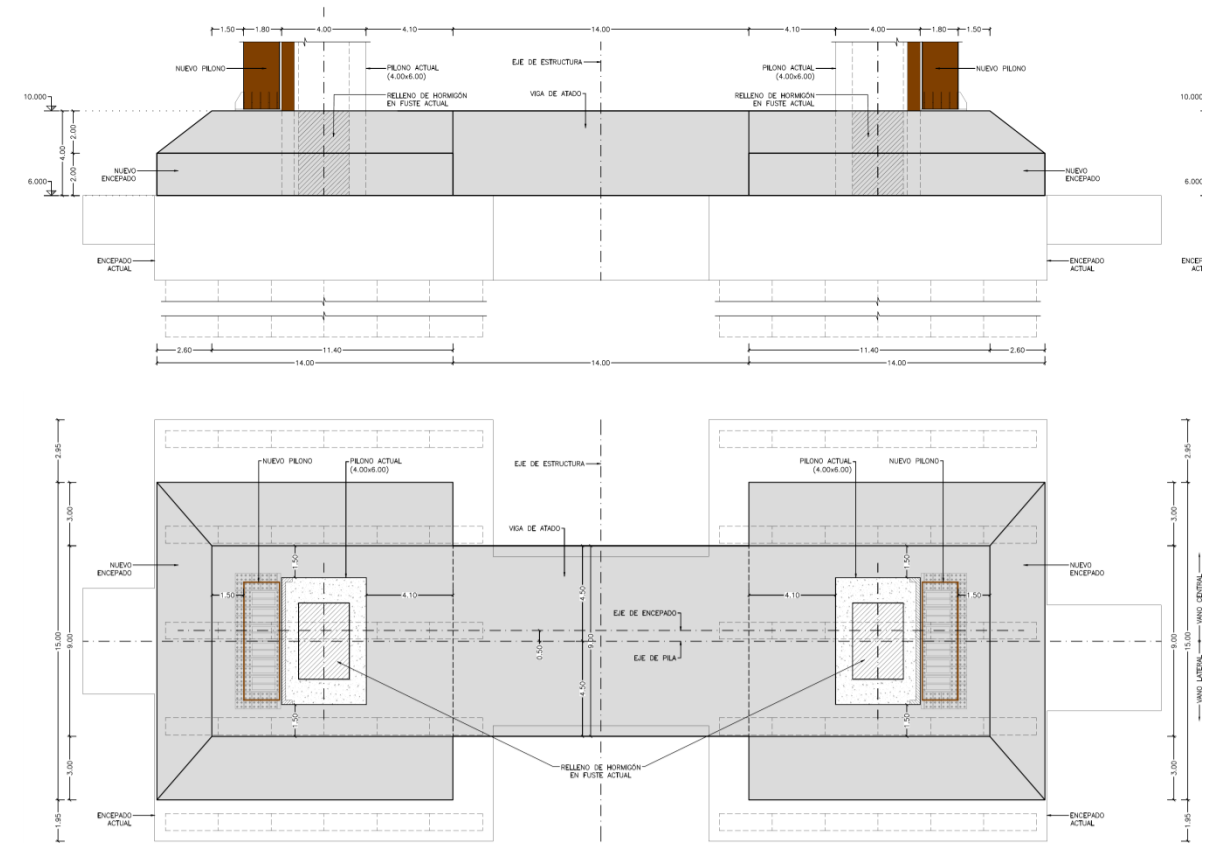 1.50
1.80
4.00
4.10
14.00
4.10
4.00
1.80
1.50
NUEVO PILONO
PILONO ACTUAL
(4.00x6.00)
EJE DE ESTRUCTURA
PILONO ACTUAL
(4.00x6.00)
NUEVO PILONO
RELLENO DE HORMIGÓN
EN FUSTE ACTUAL
VIGA DE ATADO
RELLENO DE HORMIGÓN
EN FUSTE ACTUAL
10.000
10.000
2.00
4.00
2.00
NUEVO
ENCEPADO
NUEVO
ENCEPADO
6.000
6.000
ENCEPADO
ACTUAL
ENCEPADO
ACTUAL
ENCEF
ACT
2.60
11.40
11.40
2.60
14.00
14.00
14.00
2.95
2.95
NUEVO PILONO
PILONO ACTUAL
(4.00x6.00)
EJE DE ESTRUCTURA
PILONO ACTUAL
(4.00x6.00)
NUEVO PILONO
3.00
3.00
VIGA DE ATADO
NUEVO
ENCEPADO
NUEVO
ENCEPADO
1.50
1.50
1.50
4.10
4.50
4.10
1.50
EJE DE ENCEPADO
0.50
9.00
EJE DE PILA
15.00
9.00
9.00
15.00
VANO CENTRAL
VANO LATERAL
4.50
1.50
1.50
RELLENO DE HORMIGÓN
EN FUSTE ACTUAL
3.00
3.00
ENCEPADO
ACTUAL
ENCEPADO
ACTUAL
1.95
1.95